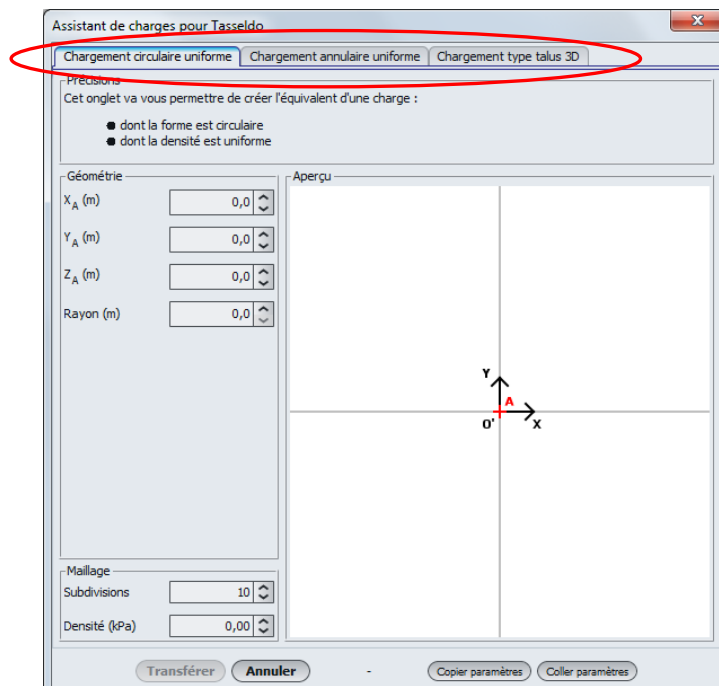 Assistant de charges pour Tasseldo
Chargement circulaire uniforme Chargement annulaire uniforme Chargement type talus 3D
Précisions
Cet onglet va vous permettre de créer l'équivalent d'une charge :
● dont la forme est circulaire
● dont la densité est uniforme
Géométrie
X_A (m) 0,0
Y_A (m) 0,0
Z_A (m) 0,0
Rayon (m) 0,0
Aperçu
Y
A
O' X
Maillage
Subdivisions 10
Densité (kPa) 0,00
Transférer Annuler - Copier paramètres Coller paramètres